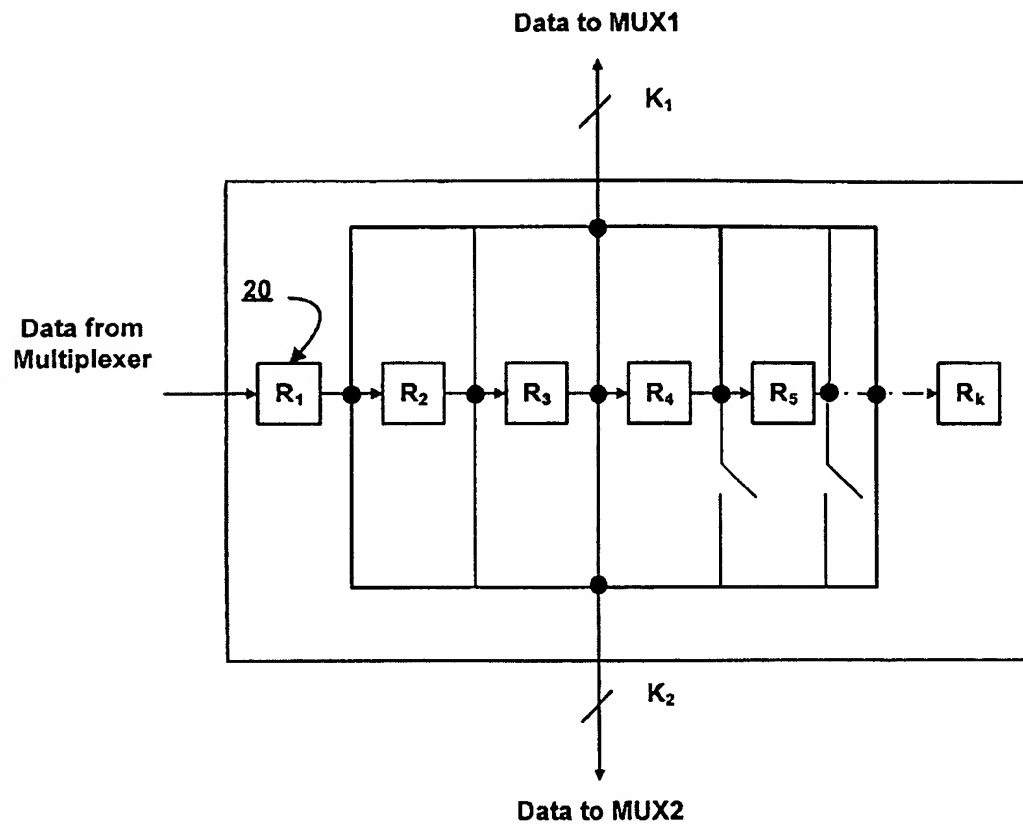 Data to MUX1
K₁
20
Data from
Multiplexer
R₁ R₂ R₃ R₄ R₅ Rₖ
K₂
Data to MUX2